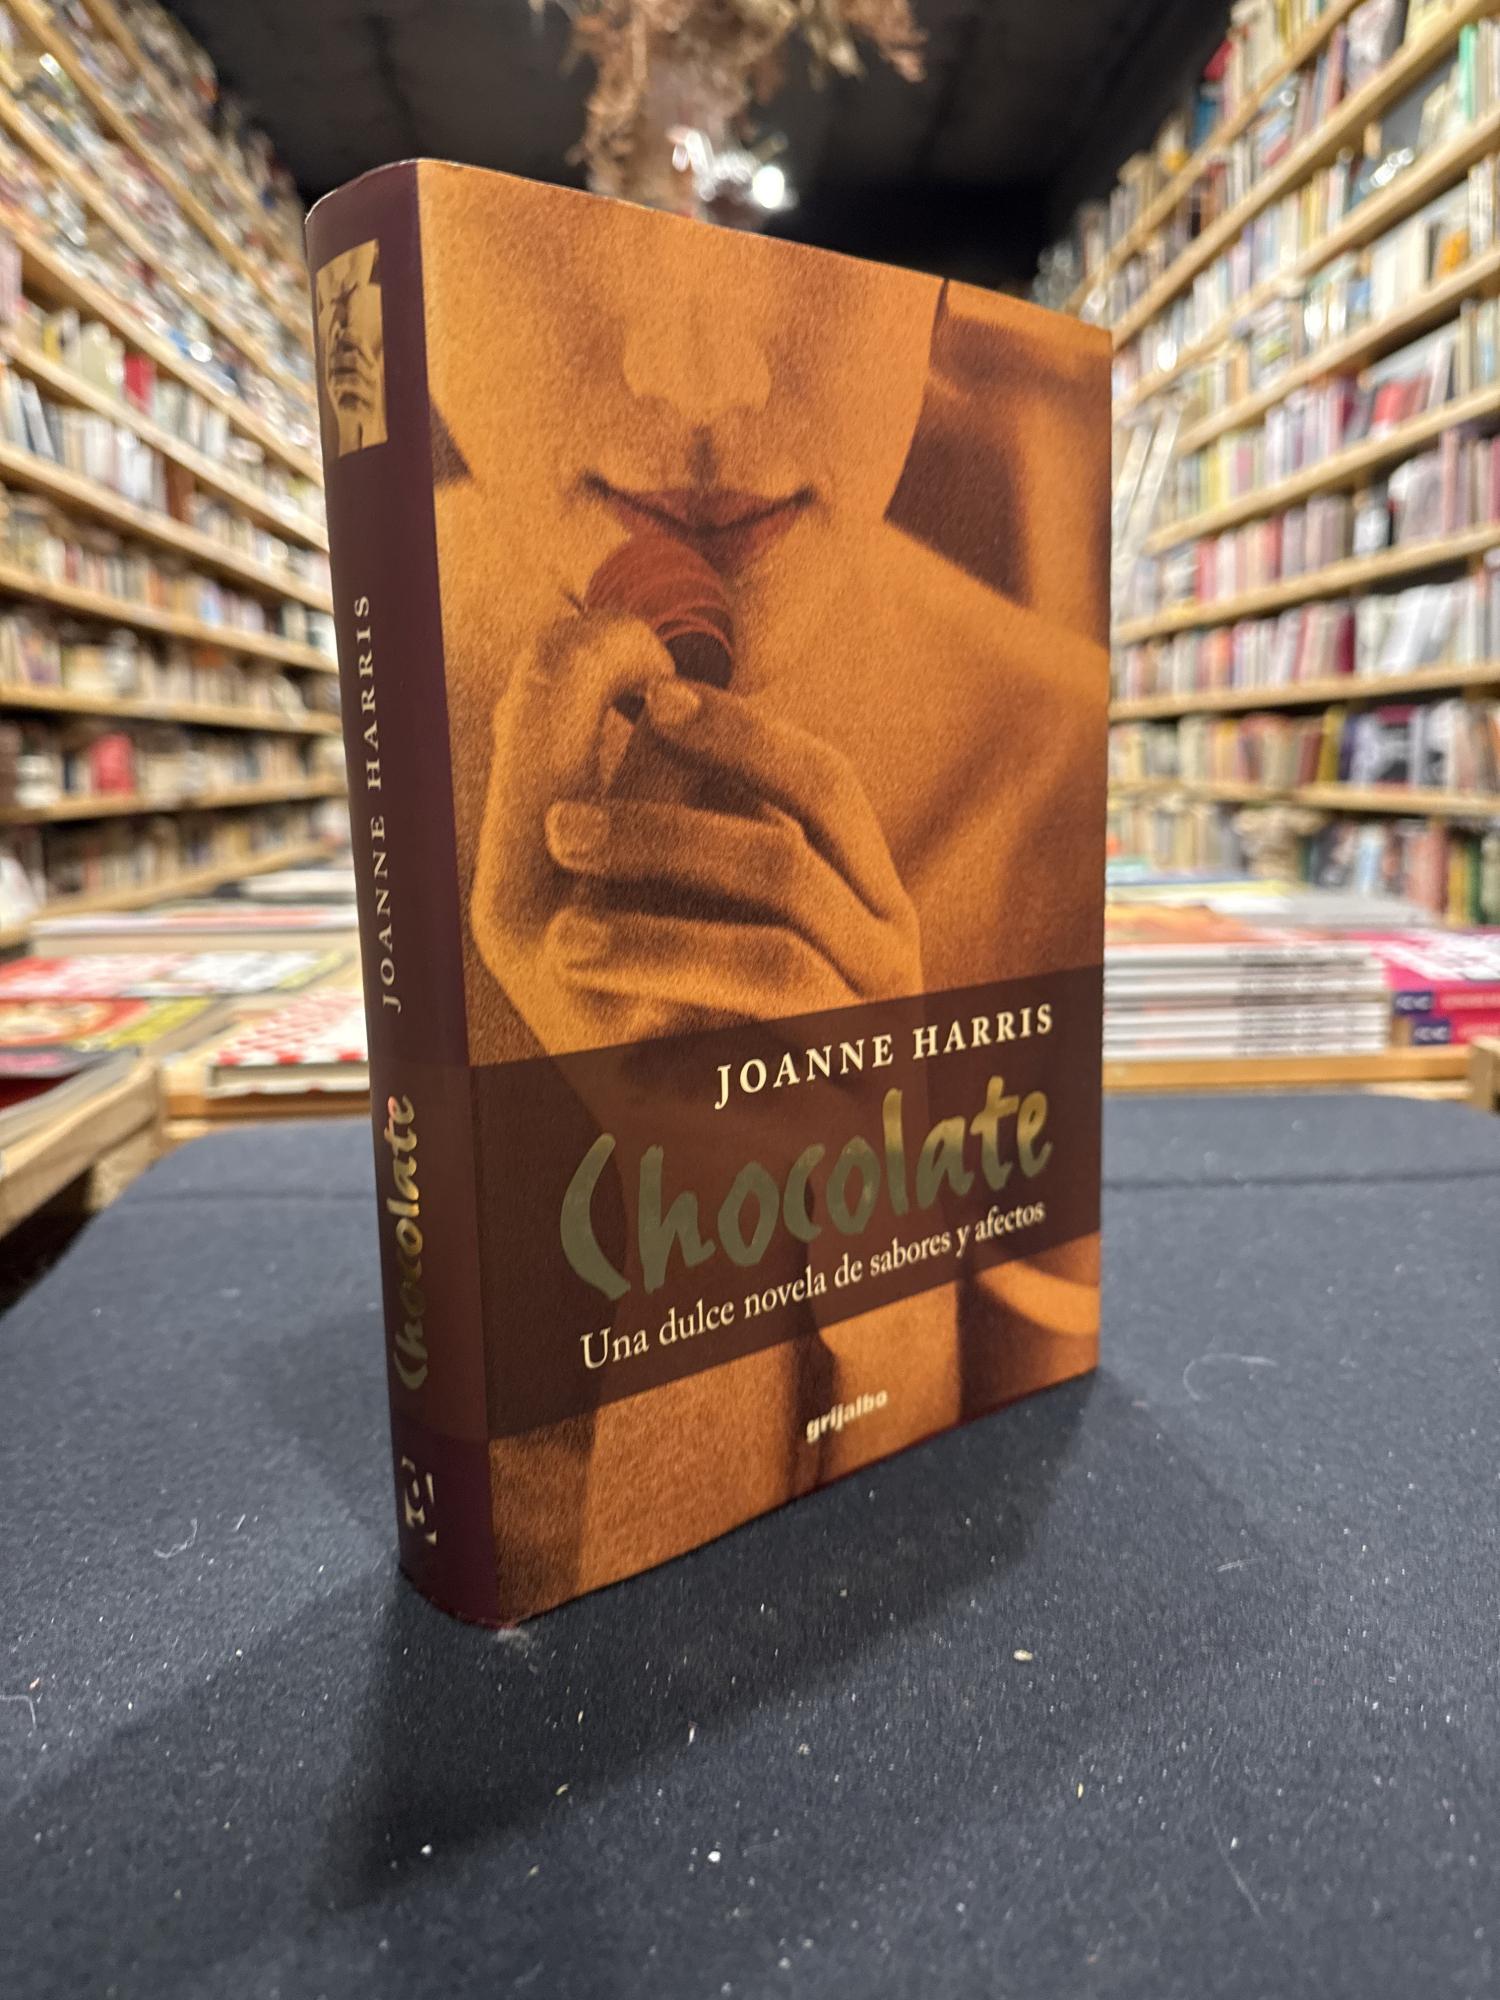 JOANNE HARRIS
Chocolate
JOANNE HARRIS
Chocolate
Una dulce novela de sabores y afectos
grijalbo